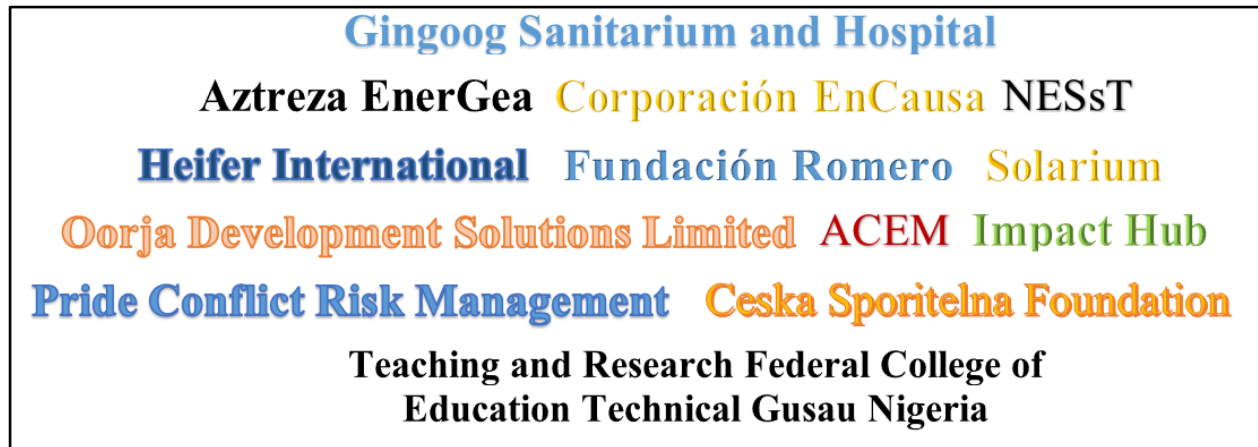 Gingoog Sanitarium and Hospital
Aztreza EnerGea Corporación EnCausa NESsT
Heifer International Fundación Romero Solarium
Oorja Development Solutions Limited ACEM Impact Hub
Pride Conflict Risk Management Ceska Sporitelna Foundation
Teaching and Research Federal College of
Education Technical Gusau Nigeria